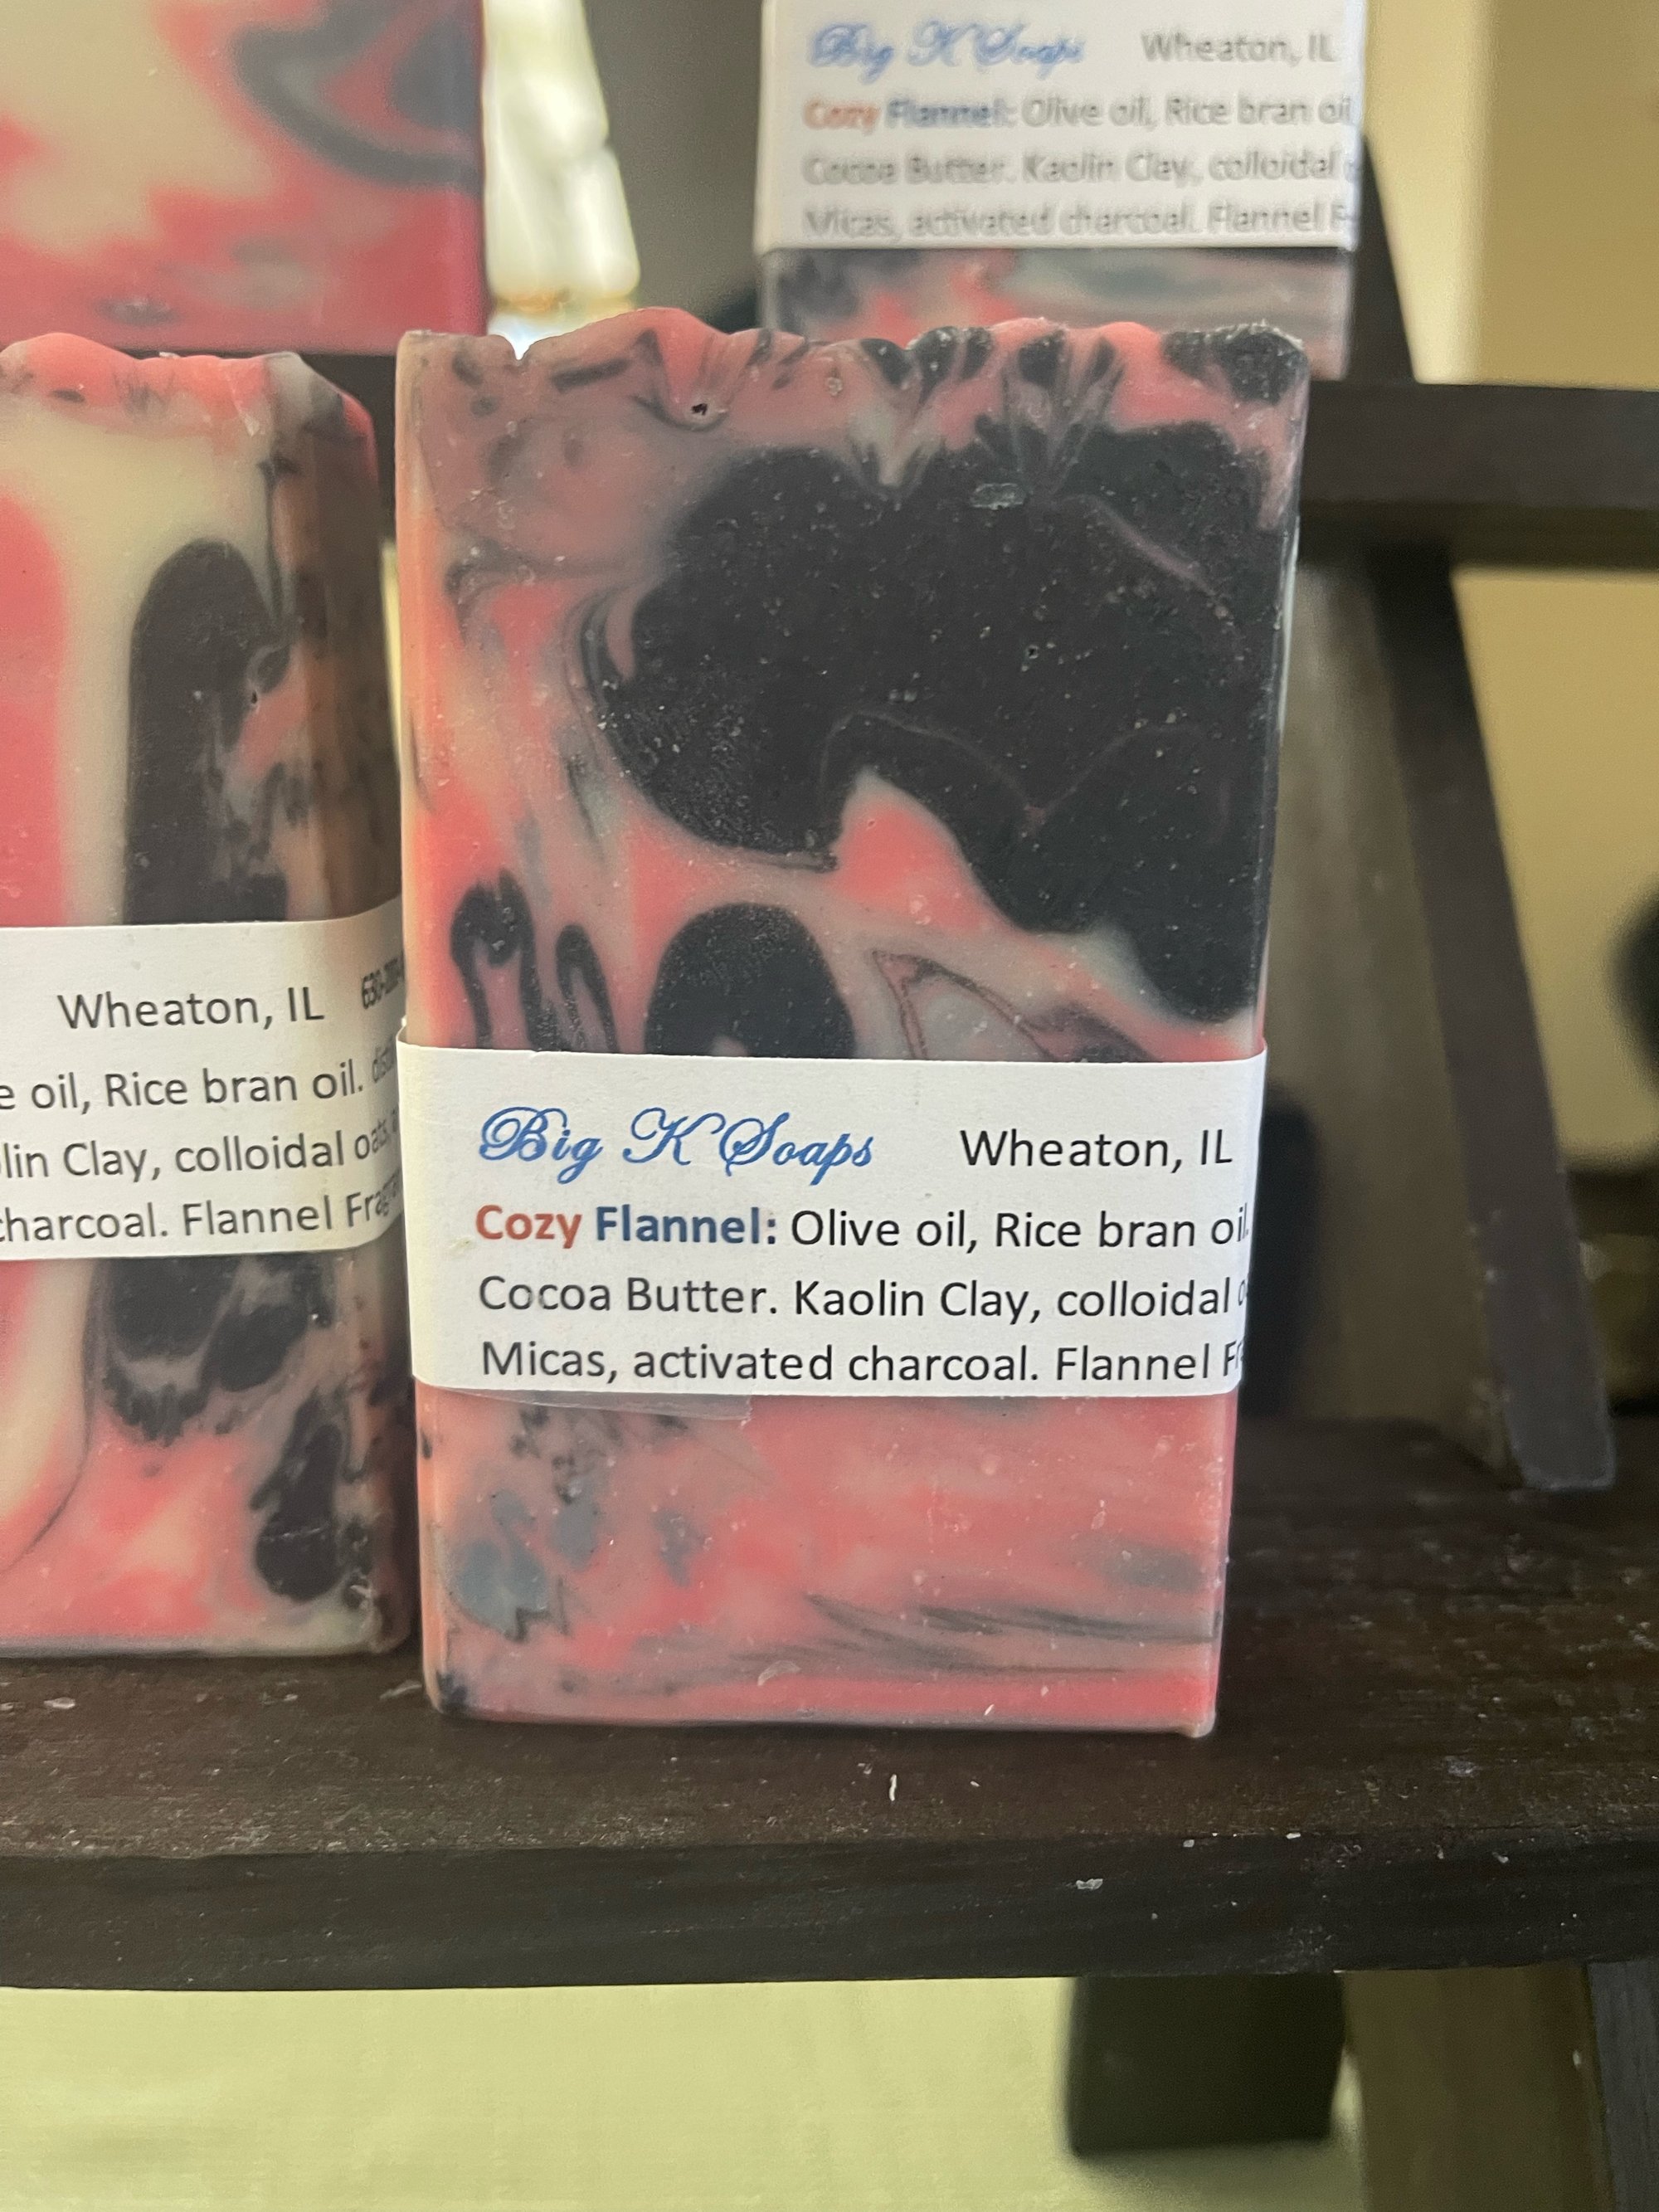 Big K Soaps Wheaton, IL
Cozy Flannel: Olive oil, Rice bran oil
Cocoa Butter. Kaolin Clay, colloidal
Micas, activated charcoal. Flannel
Wheaton, IL
e oil, Rice bran oil.
lin Clay, colloidal oats,
charcoal. Flannel Fragr
Big K Soaps Wheaton, IL
Cozy Flannel: Olive oil, Rice bran oil.
Cocoa Butter. Kaolin Clay, colloidal o
Micas, activated charcoal. Flannel Fr